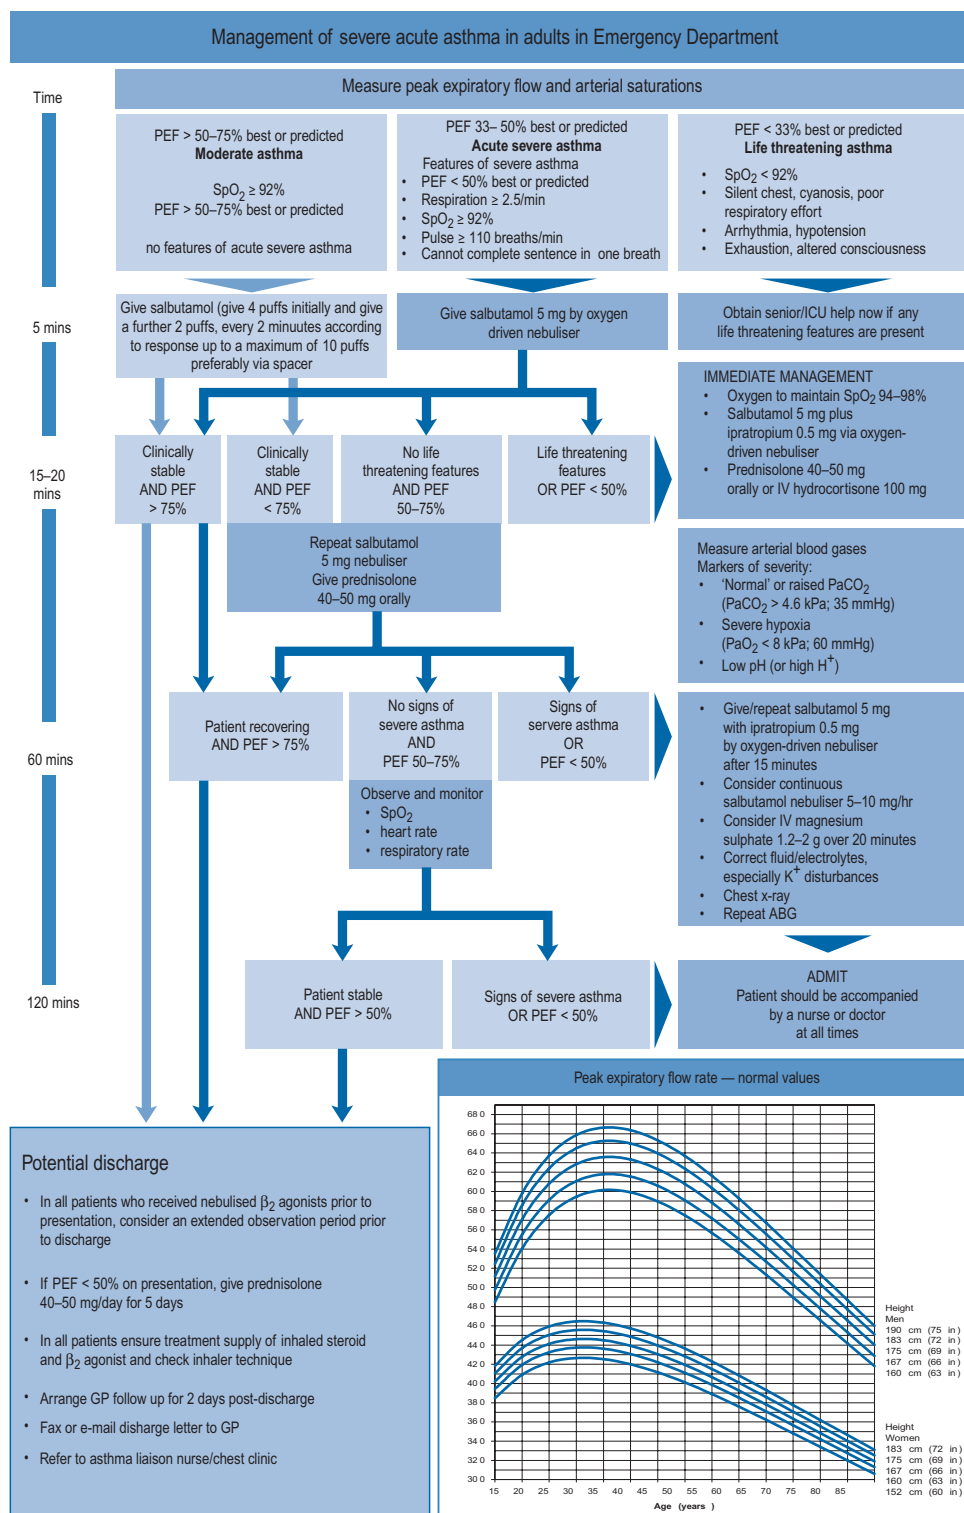 Management of severe acute asthma in adults in Emergency Department
Time
Measure peak expiratory flow and arterial saturations
PEF > 50–75% best or predicted
Moderate asthma
SpO2 ≥ 92%
PEF > 50–75% best or predicted
no features of acute severe asthma
PEF 33– 50% best or predicted
Acute severe asthma
Features of severe asthma
• PEF < 50% best or predicted
• Respiration ≥ 2.5/min
• SpO2 ≥ 92%
• Pulse ≥ 110 breaths/min
• Cannot complete sentence in one breath
PEF < 33% best or predicted
Life threatening asthma
• SpO2 < 92%
• Silent chest, cyanosis, poor
respiratory effort
• Arrhythmia, hypotension
• Exhaustion, altered consciousness
5 mins
Give salbutamol (give 4 puffs initially and give
a further 2 puffs, every 2 minuutes according
to response up to a maximum of 10 puffs
preferably via spacer
Give salbutamol 5 mg by oxygen
driven nebuliser
Obtain senior/ICU help now if any
life threatening features are present
IMMEDIATE MANAGEMENT
• Oxygen to maintain SpO2 94–98%
• Salbutamol 5 mg plus
ipratropium 0.5 mg via oxygen-
driven nebuliser
• Prednisolone 40–50 mg
orally or IV hydrocortisone 100 mg
15–20
mins
Clinically
stable
AND PEF
> 75%
Clinically
stable
AND PEF
< 75%
No life
threatening features
AND PEF
50–75%
Life threatening
features
OR PEF < 50%
Repeat salbutamol
5 mg nebuliser
Give prednisolone
40–50 mg orally
Measure arterial blood gases
Markers of severity:
• ‘Normal’ or raised PaCO2
(PaCO2 > 4.6 kPa; 35 mmHg)
• Severe hypoxia
(PaO2 < 8 kPa; 60 mmHg)
• Low pH (or high H+)
60 mins
Patient recovering
AND PEF > 75%
No signs of
severe asthma
AND
PEF 50–75%
Signs of
servere asthma
OR
PEF < 50%
Observe and monitor
• SpO2
• heart rate
• respiratory rate
• Give/repeat salbutamol 5 mg
with ipratropium 0.5 mg
by oxygen-driven nebuliser
after 15 minutes
• Consider continuous
salbutamol nebuliser 5–10 mg/hr
• Consider IV magnesium
sulphate 1.2–2 g over 20 minutes
• Correct fluid/electrolytes,
especially K+ disturbances
• Chest x-ray
• Repeat ABG
120 mins
Patient stable
AND PEF > 50%
Signs of severe asthma
OR PEF < 50%
ADMIT
Patient should be accompanied
by a nurse or doctor
at all times
Potential discharge
• In all patients who received nebulised β2 agonists prior to
presentation, consider an extended observation period prior
to discharge
• If PEF < 50% on presentation, give prednisolone
40–50 mg/day for 5 days
• In all patients ensure treatment supply of inhaled steroid
and β2 agonist and check inhaler technique
• Arrange GP follow up for 2 days post-discharge
• Fax or e-mail disharge letter to GP
• Refer to asthma liaison nurse/chest clinic
Peak expiratory flow rate — normal values
680
660
640
620
600
580
560
540
520
500
480
460
440
420
400
380
360
340
320
300
15 20 25 30 35 40 45 50 55 60 65 70 75 80 85
Age (years )
Height
Men
190 cm (75 in)
183 cm (72 in)
175 cm (69 in)
167 cm (66 in)
160 cm (63 in)
Height
Women
183 cm (72 in)
175 cm (69 in)
167 cm (66 in)
160 cm (63 in)
152 cm (60 in)